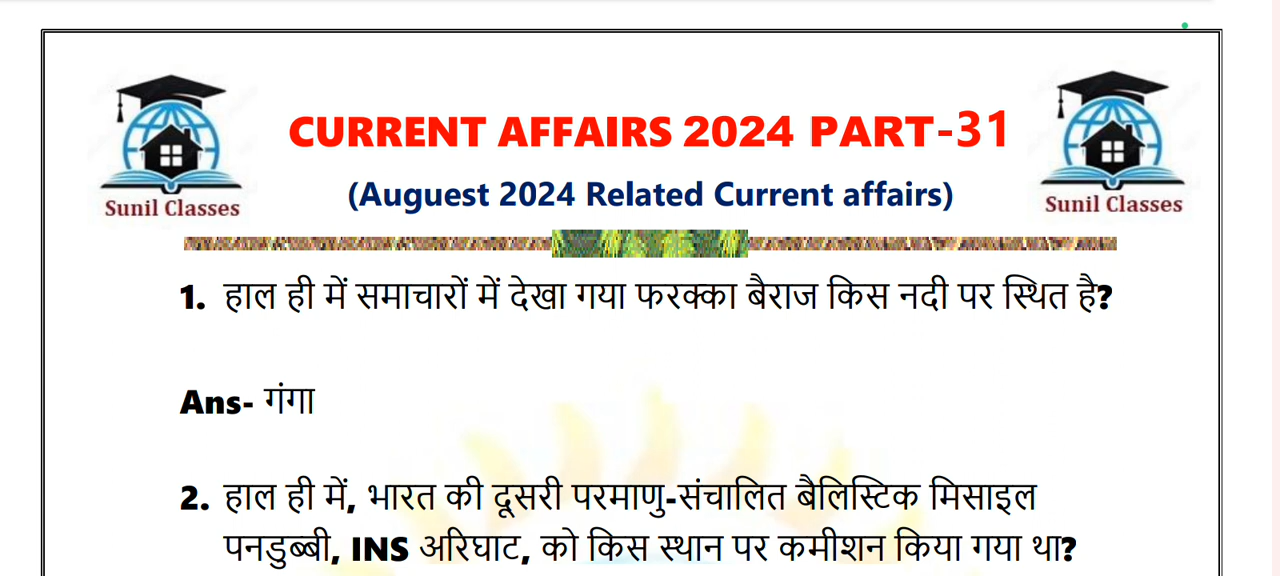 CURRENT AFFAIRS 2024 PART-31
Sunil Classes
(Auguest 2024 Related Current affairs)
Sunil Classes
1. हाल ही में समाचारों में देखा गया फरक्का बैराज किस नदी पर स्थित है?
Ans- गंगा
2. हाल ही में, भारत की दूसरी परमाणु-संचालित बैलिस्टिक मिसाइल
पनडुब्बी, INS अरिघाट, को किस स्थान पर कमीशन किया गया था?